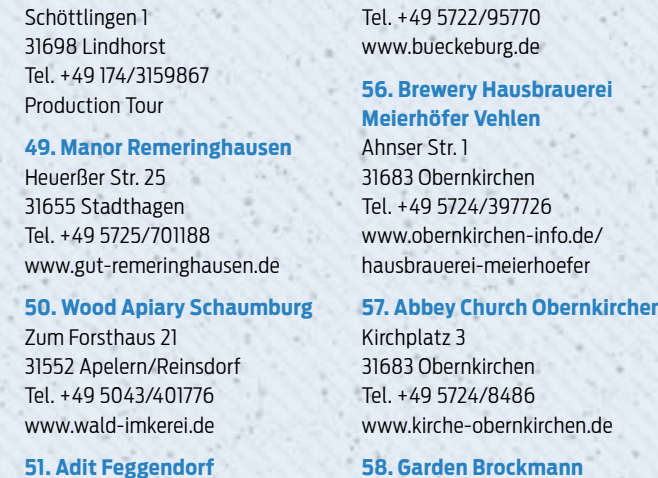 Schöttlingen 1
31698 Lindhorst
Tel. +49 174/3159867
Production Tour
49. Manor Remeringhausen
Heuerßer Str. 25
31655 Stadthagen
Tel. +49 5725/701188
www.gut-remeringhausen.de
50. Wood Apiary Schaumburg
Zum Forsthaus 21
31552 Apelern/Reinsdorf
Tel. +49 5043/401776
www.wald-imkerei.de
51. Adit Feggendorf
Tel. +49 5722/95770
www.bueckeburg.de
56. Brewery Hausbrauerei
Meierhöfer Vehlen
Ahnser Str. 1
31683 Obernkirchen
Tel. +49 5724/397726
www.obernkirchen-info.de/
hausbrauerei-meierhoefer
57. Abbey Church Obernkirchen
Kirchplatz 3
31683 Obernkirchen
Tel. +49 5724/8486
www.kirche-obernkirchen.de
58. Garden Brockmann